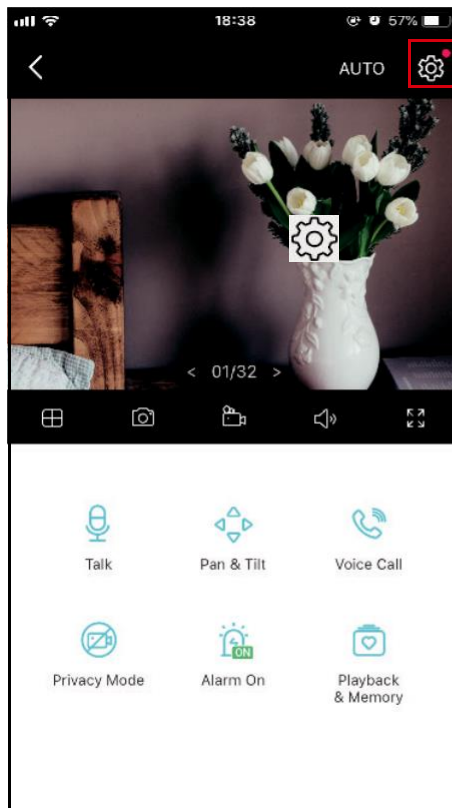 18:38
57%
AUTO
< 01/32 >
Talk
Pan & Tilt
Voice Call
ON
Privacy Mode
Alarm On
Playback
& Memory